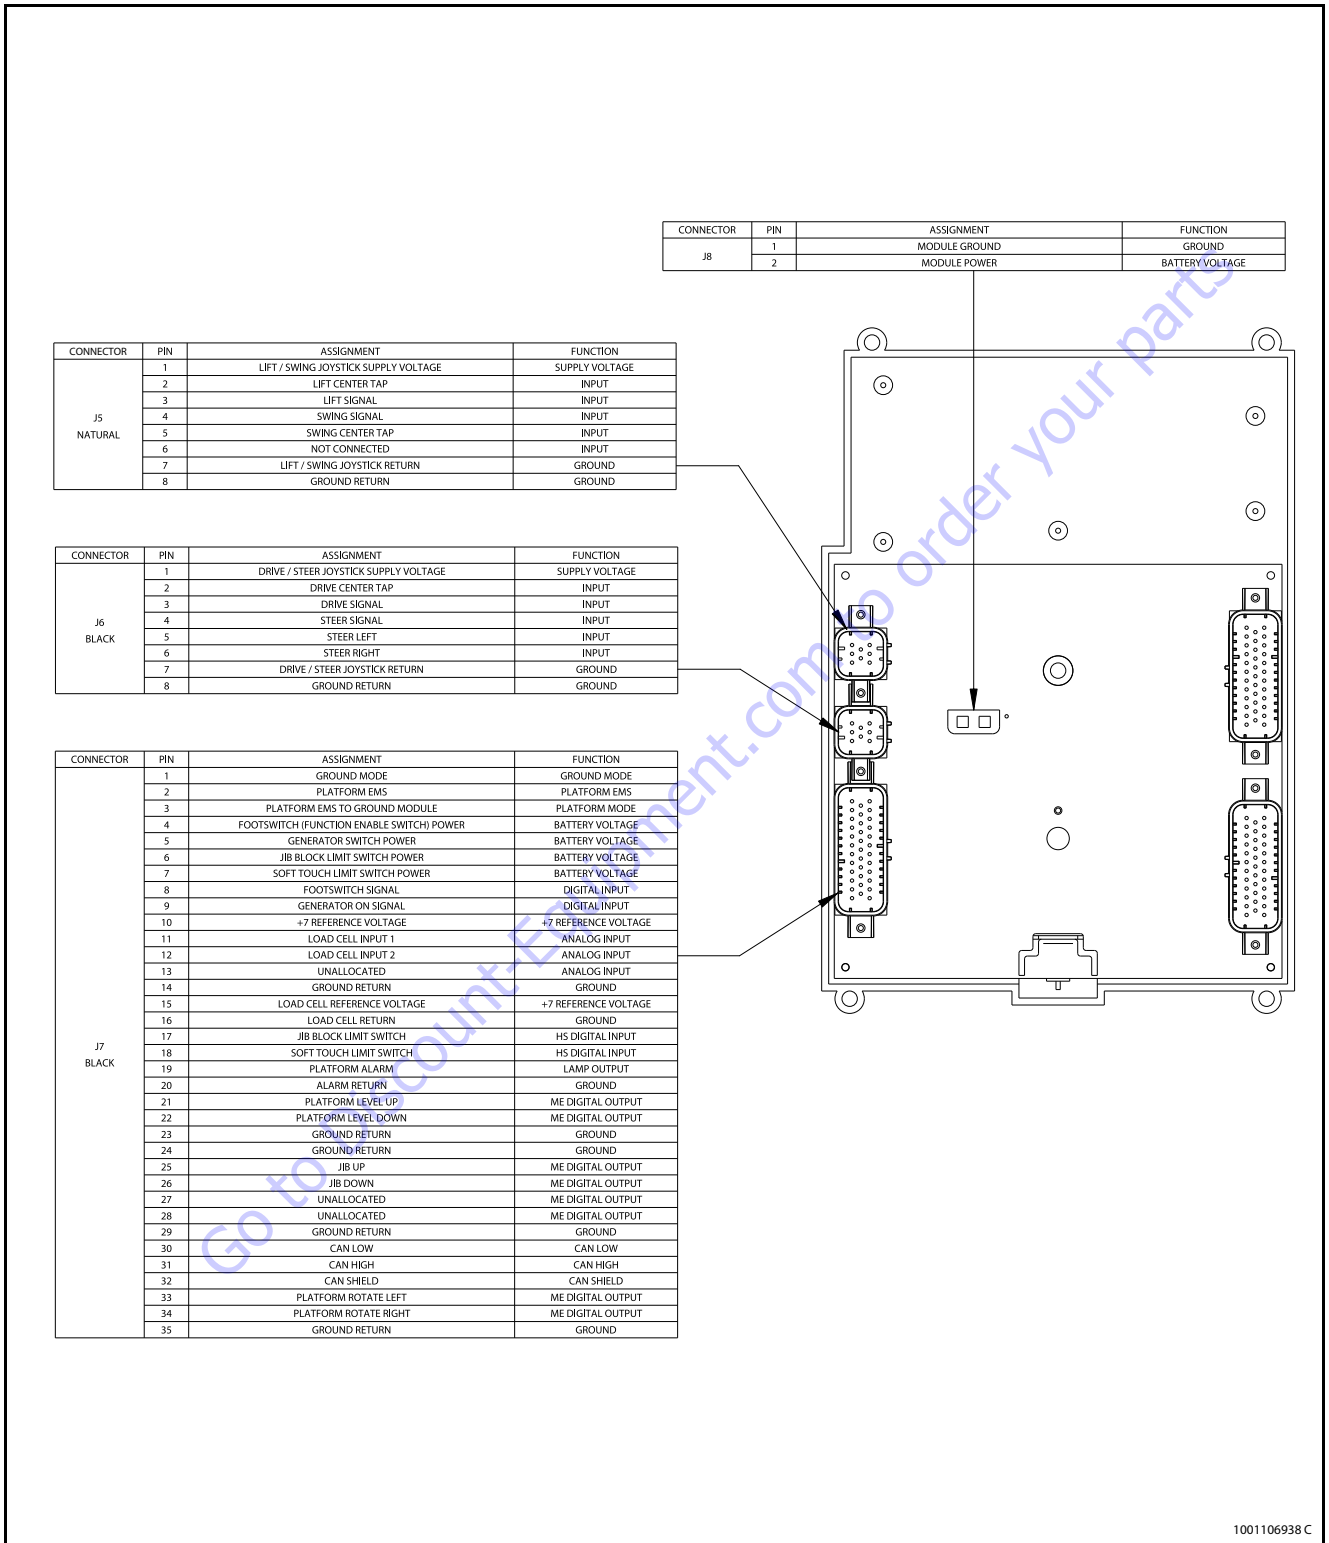 CONNECTOR PIN ASSIGNMENT FUNCTION
J8
1 MODULE GROUND GROUND
2 MODULE POWER BATTERY VOLTAGE
CONNECTOR PIN ASSIGNMENT FUNCTION
J5
NATURAL
1 LIFT / SWING JOYSTICK SUPPLY VOLTAGE SUPPLY VOLTAGE
2 LIFT CENTER TAP INPUT
3 LIFT SIGNAL INPUT
4 SWING SIGNAL INPUT
5 SWING CENTER TAP INPUT
6 NOT CONNECTED INPUT
7 LIFT / SWING JOYSTICK RETURN GROUND
8 GROUND RETURN GROUND
CONNECTOR PIN ASSIGNMENT FUNCTION
J6
BLACK
1 DRIVE / STEER JOYSTICK SUPPLY VOLTAGE SUPPLY VOLTAGE
2 DRIVE CENTER TAP INPUT
3 DRIVE SIGNAL INPUT
4 STEER SIGNAL INPUT
5 STEER LEFT INPUT
6 STEER RIGHT INPUT
7 DRIVE / STEER JOYSTICK RETURN GROUND
8 GROUND RETURN GROUND
CONNECTOR PIN ASSIGNMENT FUNCTION
J7
BLACK
1 GROUND MODE GROUND MODE
2 PLATFORM EMS PLATFORM EMS
3 PLATFORM EMS TO GROUND MODULE PLATFORM MODE
4 FOOTSWITCH (FUNCTION ENABLE SWITCH) POWER BATTERY VOLTAGE
5 GENERATOR SWITCH POWER BATTERY VOLTAGE
6 JIB BLOCK LIMIT SWITCH POWER BATTERY VOLTAGE
7 SOFT TOUCH LIMIT SWITCH POWER BATTERY VOLTAGE
8 FOOTSWITCH SIGNAL DIGITAL INPUT
9 GENERATOR ON SIGNAL DIGITAL INPUT
10 +7 REFERENCE VOLTAGE +7 REFERENCE VOLTAGE
11 LOAD CELL INPUT 1 ANALOG INPUT
12 LOAD CELL INPUT 2 ANALOG INPUT
13 UNALLOCATED ANALOG INPUT
14 GROUND RETURN GROUND
15 LOAD CELL REFERENCE VOLTAGE +7 REFERENCE VOLTAGE
16 LOAD CELL RETURN GROUND
17 JIB BLOCK LIMIT SWITCH HS DIGITAL INPUT
18 SOFT TOUCH LIMIT SWITCH HS DIGITAL INPUT
19 PLATFORM ALARM LAMP OUTPUT
20 ALARM RETURN GROUND
21 PLATFORM LEVEL UP ME DIGITAL OUTPUT
22 PLATFORM LEVEL DOWN ME DIGITAL OUTPUT
23 GROUND RETURN GROUND
24 GROUND RETURN GROUND
25 JIB UP ME DIGITAL OUTPUT
26 JIB DOWN ME DIGITAL OUTPUT
27 UNALLOCATED ME DIGITAL OUTPUT
28 UNALLOCATED ME DIGITAL OUTPUT
29 GROUND RETURN GROUND
30 CAN LOW CAN LOW
31 CAN HIGH CAN HIGH
32 CAN SHIELD CAN SHIELD
33 PLATFORM ROTATE LEFT ME DIGITAL OUTPUT
34 PLATFORM ROTATE RIGHT ME DIGITAL OUTPUT
35 GROUND RETURN GROUND
Go to Discount-Equipment.com to order your parts
1001106938 C